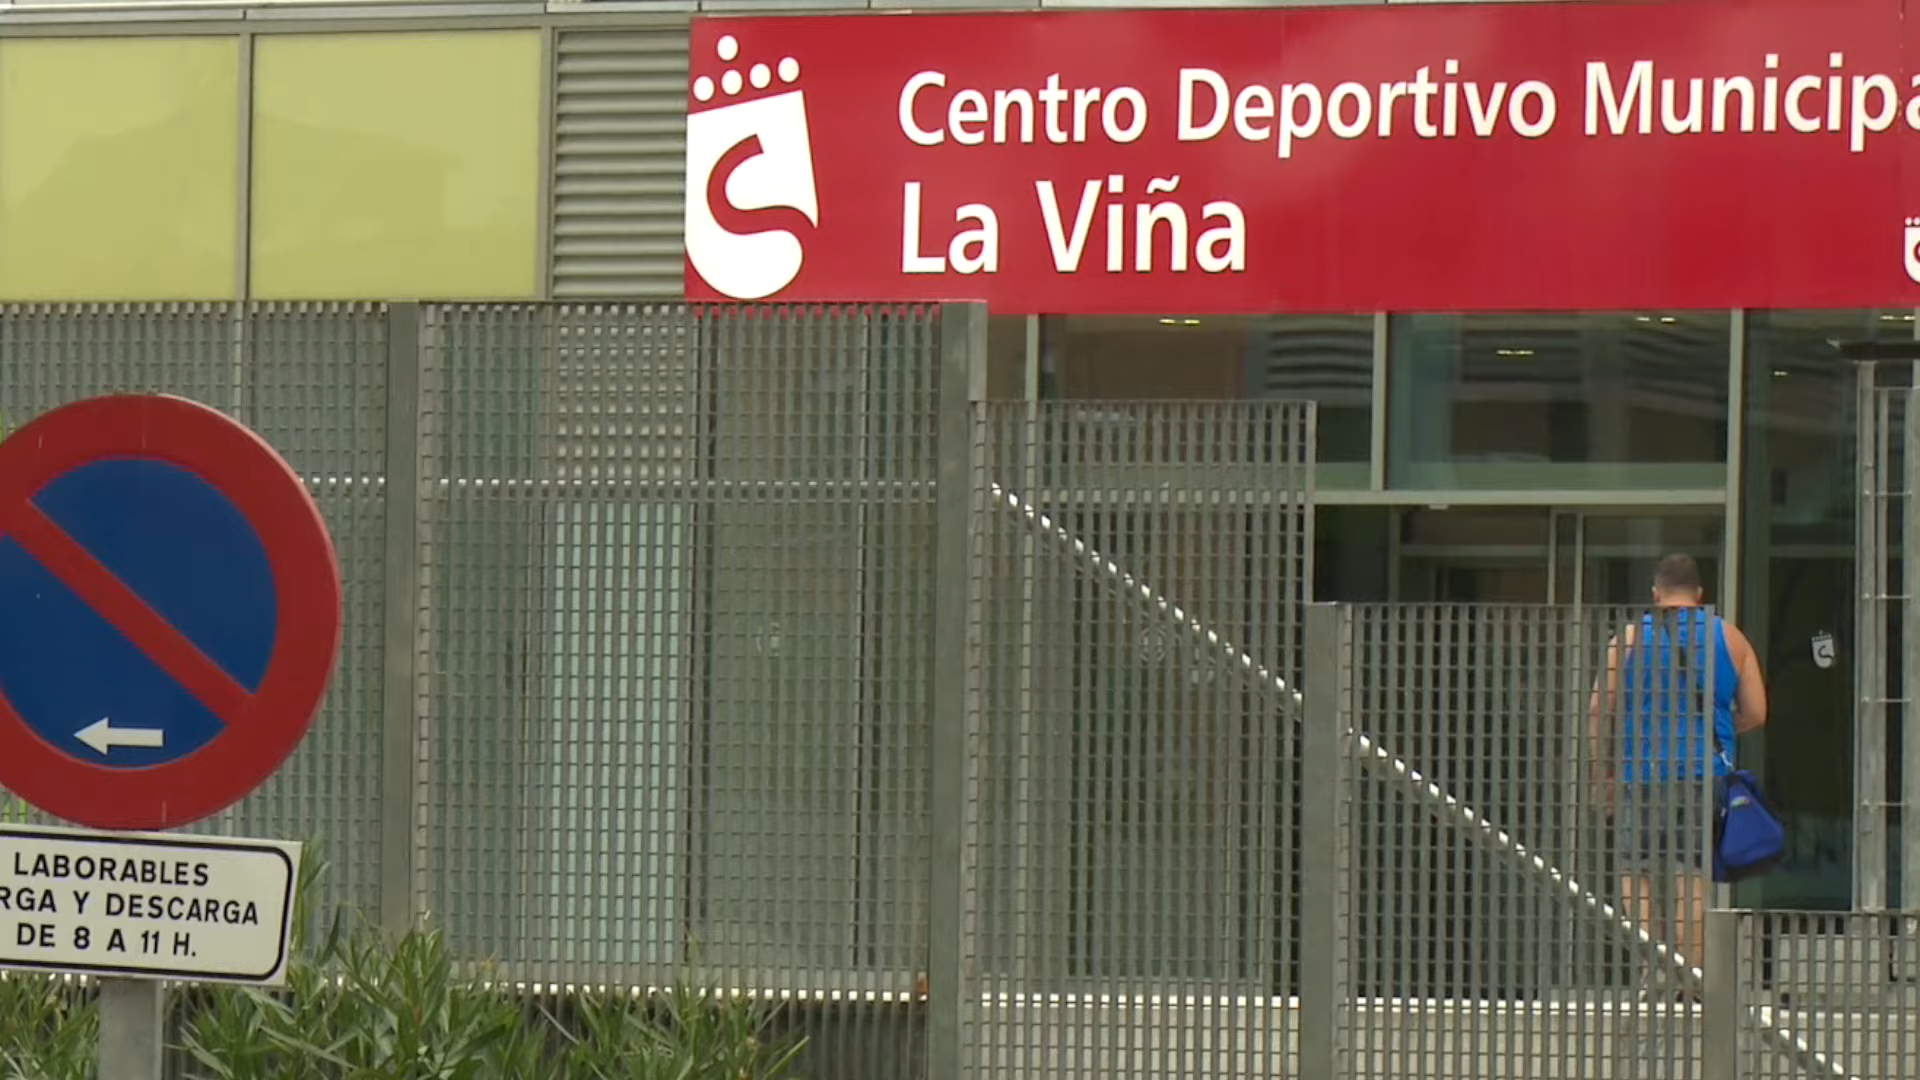 Centro Deportivo Municipa
La Viña
LABORABLES
RGA Y DESCARGA
DE 8 A 11 H.